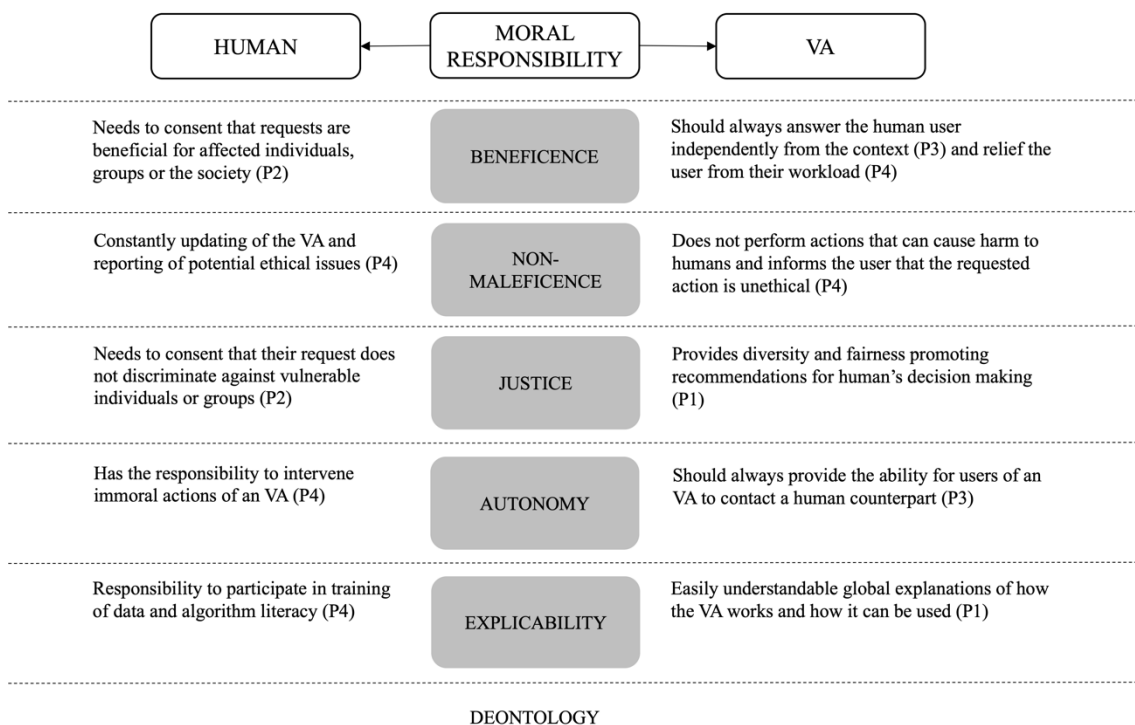 HUMAN
MORAL
RESPONSIBILITY
VA
Needs to consent that requests are
beneficial for affected individuals,
groups or the society (P2)
BENEFICENCE
Should always answer the human user
independently from the context (P3) and relief the
user from their workload (P4)
Constantly updating of the VA and
reporting of potential ethical issues (P4)
NON-
MALEFICENCE
Does not perform actions that can cause harm to
humans and informs the user that the requested
action is unethical (P4)
Needs to consent that their request does
not discriminate against vulnerable
individuals or groups (P2)
JUSTICE
Provides diversity and fairness promoting
recommendations for human’s decision making
(P1)
Has the responsibility to intervene
immoral actions of an VA (P4)
AUTONOMY
Should always provide the ability for users of an
VA to contact a human counterpart (P3)
Responsibility to participate in training
of data and algorithm literacy (P4)
EXPLICABILITY
Easily understandable global explanations of how
the VA works and how it can be used (P1)
DEONTOLOGY